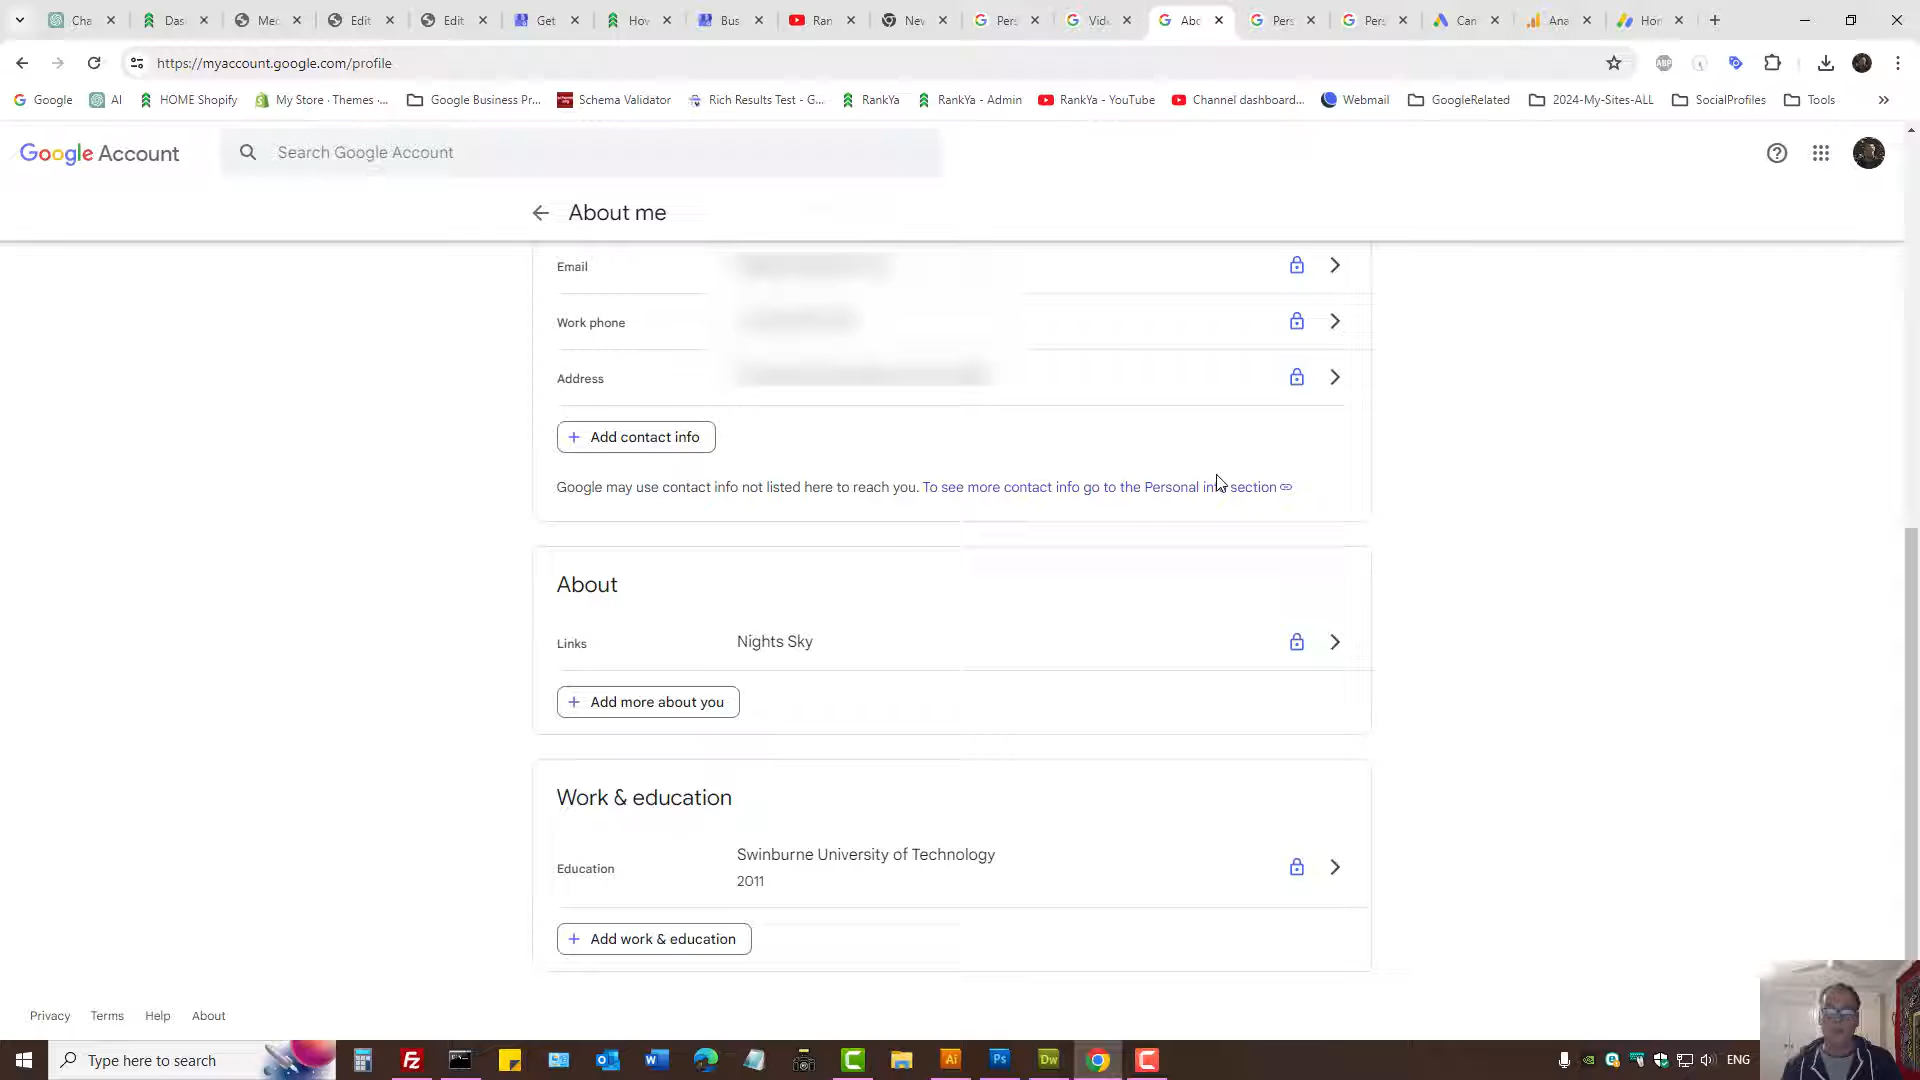 Cha
Das
Med
Edit
Edit
Get
Hov
Bus
Ran
Nev
Pers
Vide
Abo
Pers
Pers
Can
Ana
Hor
https://myaccount.google.com/profile
ABP
Google
AI
HOME Shopify
My Store · Themes ·...
Google Business Pr...
Schema Validator
Rich Results Test - G...
RankYa
RankYa - Admin
RankYa - YouTube
Channel dashboard...
Webmail
GoogleRelated
2024-My-Sites-ALL
SocialProfiles
Tools
Google Account
Search Google Account
About me
Email
Work phone
Address
Add contact info
Google may use contact info not listed here to reach you. To see more contact info go to the Personal info section
About
Links
Nights Sky
Add more about you
Work & education
Education
Swinburne University of Technology
2011
Add work & education
Privacy
Terms
Help
About
Type here to search
ENG